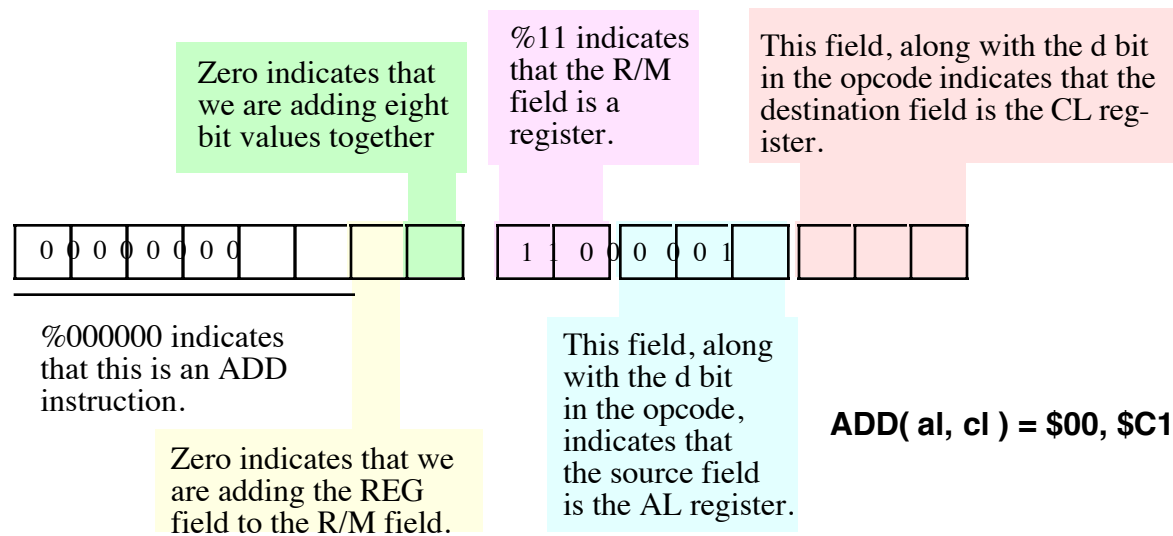 Zero indicates that
we are adding eight
bit values together
%11 indicates
that the R/M
field is a
register.
This field, along with the d bit
in the opcode indicates that the
destination field is the CL reg-
ister.
0 0 0 0 0 0 0 0
1 1 0 0 0 0 0 1
%000000 indicates
that this is an ADD
instruction.
Zero indicates that we
are adding the REG
field to the R/M field.
This field, along
with the d bit
in the opcode,
indicates that
the source field
is the AL register.
ADD( al, cl ) = $00, $C1